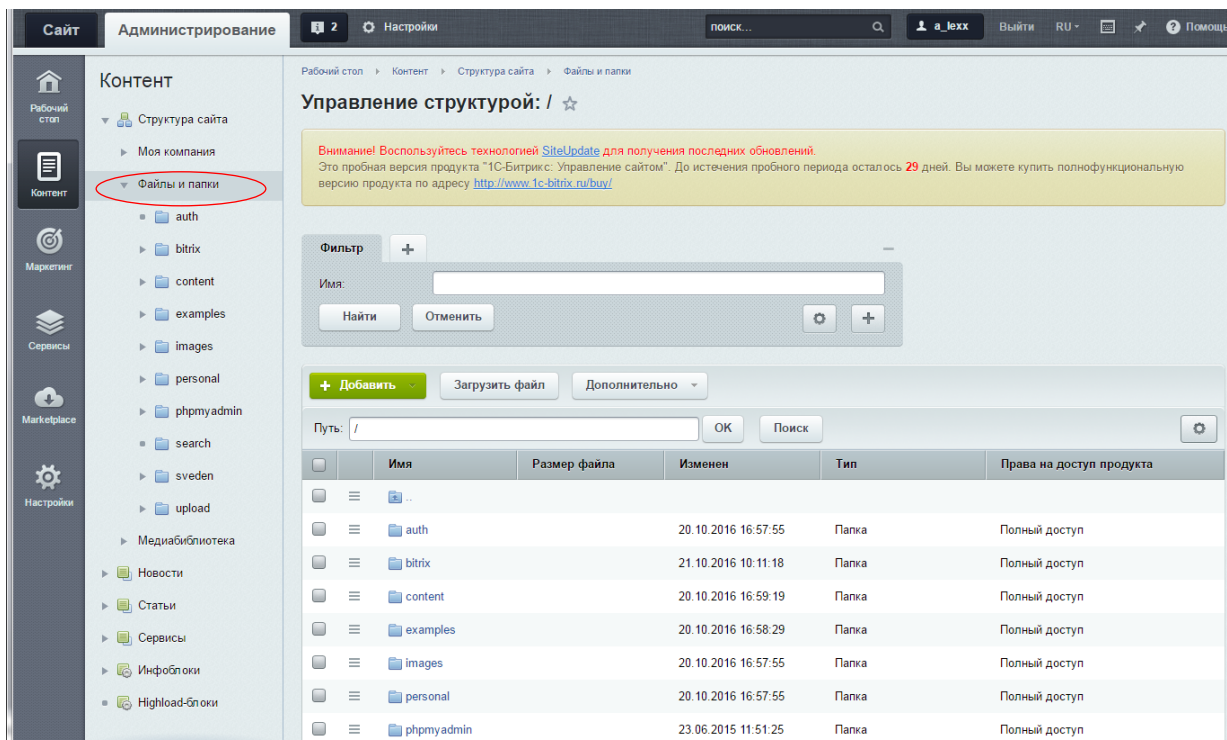 Сайт Администрирование 2 Настройки поиск... a_lexx Выйти RU Помощь
Рабочий стол
Контент
Маркетинг
Сервисы
Marketplace
Настройки
Контент
Структура сайта
Моя компания
Файлы и папки
auth
bitrix
content
examples
images
personal
phpmyadmin
search
sveden
upload
Медиабиблиотека
Новости
Статьи
Сервисы
Инфоблоки
Highload-блоки
Рабочий стол Контент Структура сайта Файлы и папки
Управление структурой: /
Внимание! Воспользуйтесь технологией SiteUpdate для получения последних обновлений.
Это пробная версия продукта "1С-Битрикс: Управление сайтом". До истечения пробного периода осталось 29 дней. Вы можете купить полнофункциональную
версию продукта по адресу http://www.1c-bitrix.ru/buy/
Фильтр
Имя:
Найти Отменить
Добавить Загрузить файл Дополнительно
Путь: / OK Поиск
Имя Размер файла Изменен Тип Права на доступ продукта
..
auth 20.10.2016 16:57:55 Папка Полный доступ
bitrix 21.10.2016 10:11:18 Папка Полный доступ
content 20.10.2016 16:59:19 Папка Полный доступ
examples 20.10.2016 16:58:29 Папка Полный доступ
images 20.10.2016 16:57:55 Папка Полный доступ
personal 20.10.2016 16:57:55 Папка Полный доступ
phpmyadmin 23.06.2015 11:51:25 Папка Полный доступ